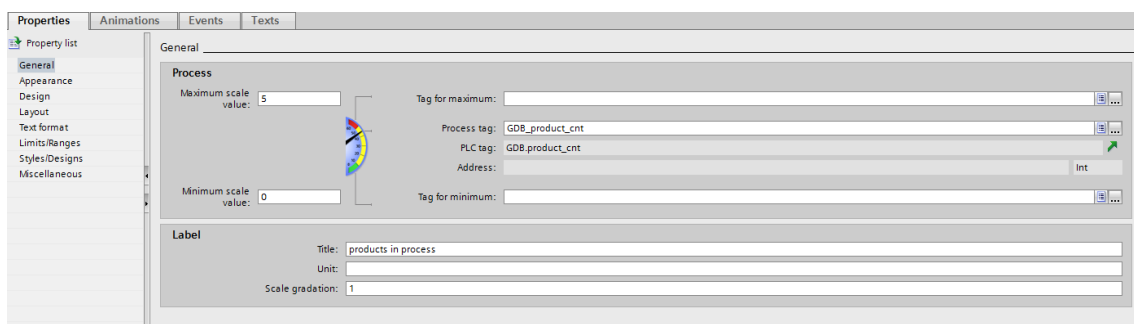 Properties Animations Events Texts
Property list
General
General
Appearance
Design
Layout
Text format
Limits/Ranges
Styles/Designs
Miscellaneous
Process
Maximum scale value: 5
Tag for maximum:
Process tag: GDB_product_cnt
PLC tag: GDB.product_cnt
Address: Int
Minimum scale value: 0
Tag for minimum:
Label
Title: products in process
Unit:
Scale gradation: 1